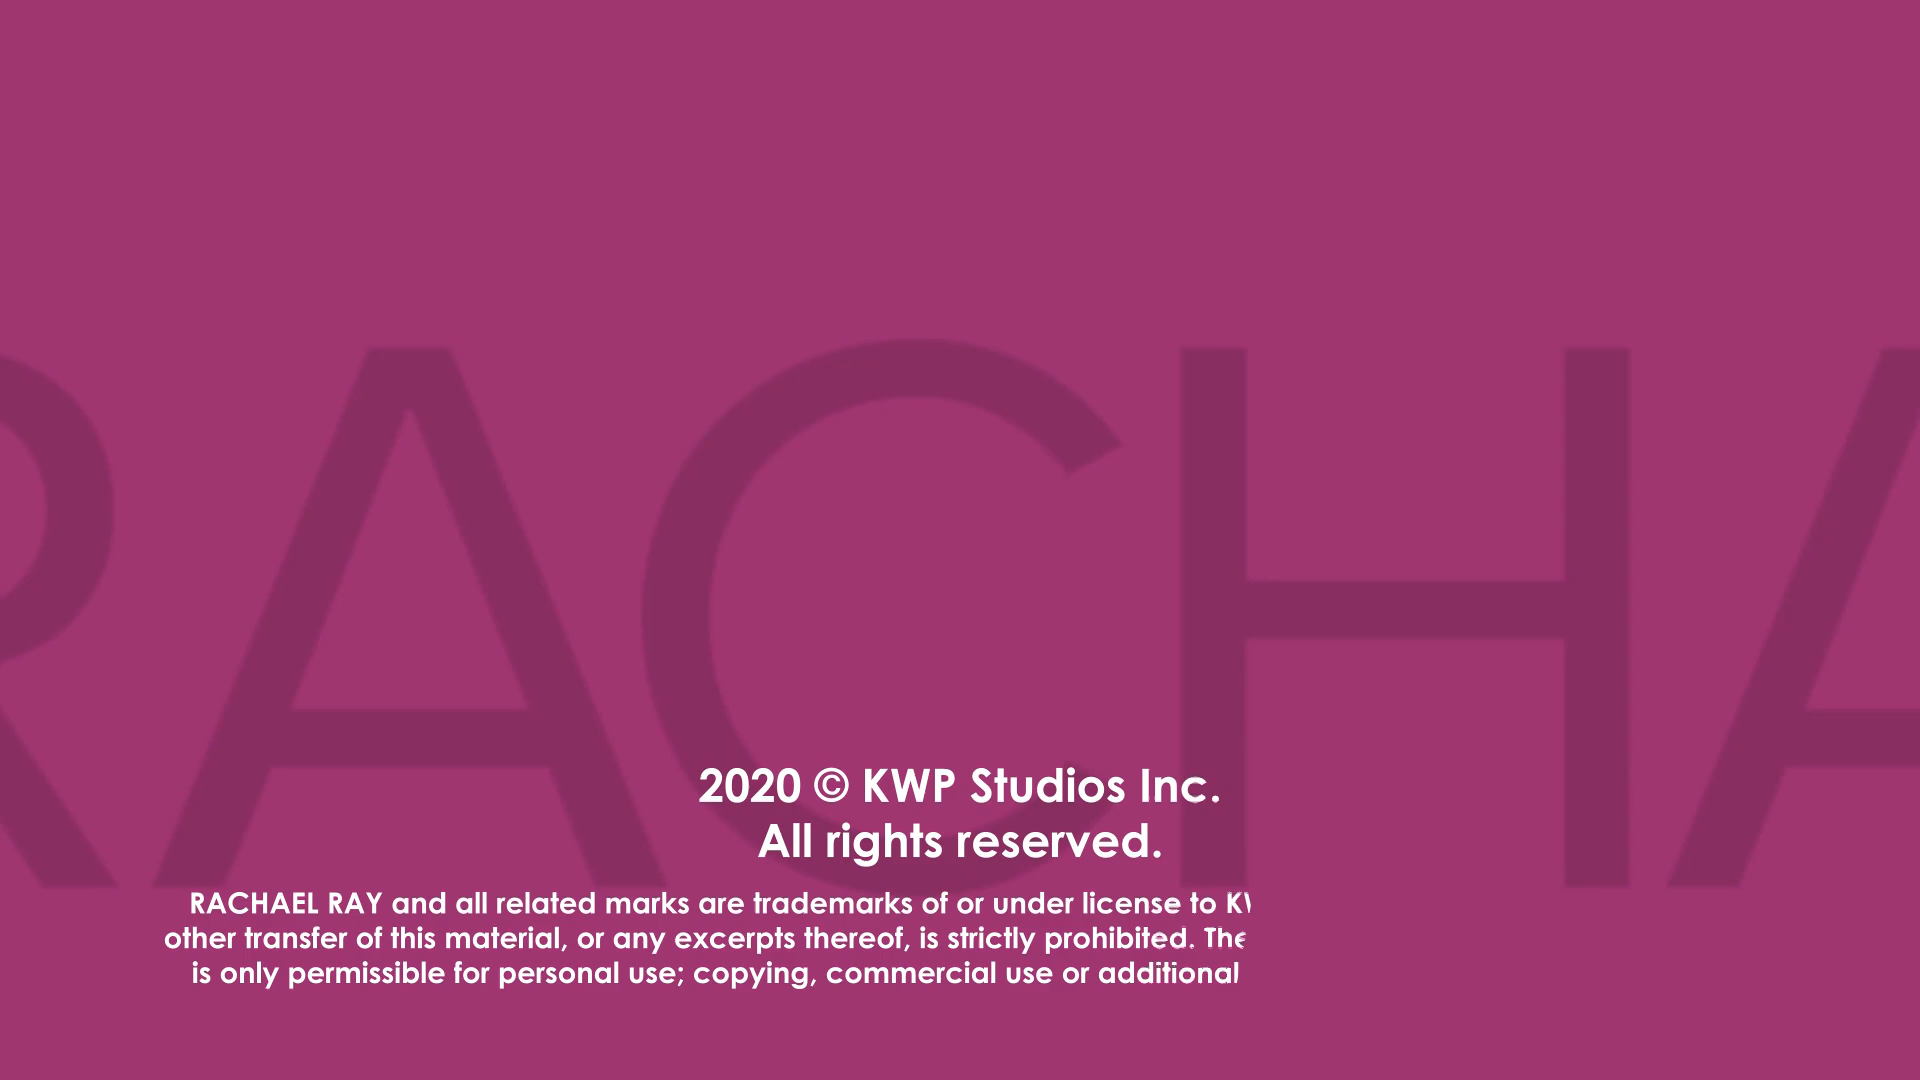 RACHA
2020 © KWP Studios Inc.
All rights reserved.
RACHAEL RAY and all related marks are trademarks of or under license to
other transfer of this material, or any excerpts thereof, is strictly prohibited.
is only permissible for personal use; copying, commercial use or additional